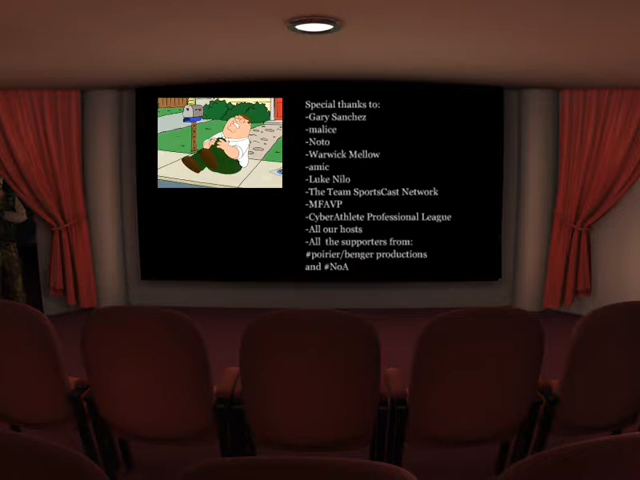 Special thanks to:
-Gary Sanchez
-malice
-Noto
-Warwick Mellow
-amic
-Luke Nilo
-The Team SportsCast Network
-MFAVP
-CyberAthlete Professional League
-All our hosts
-All the supporters from:
#poirier/benger productions
and #NoA